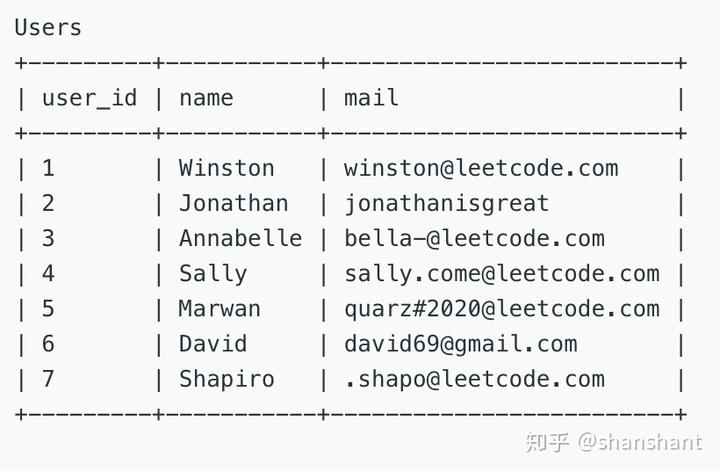 Users
+---------+-----------+-------------------------+
| user_id | name      | mail                    |
+---------+-----------+-------------------------+
| 1       | Winston   | winston@leetcode.com    |
| 2       | Jonathan  | jonathanisgreat         |
| 3       | Annabelle | bella-@leetcode.com     |
| 4       | Sally     | sally.come@leetcode.com |
| 5       | Marwan    | quarz#2020@leetcode.com |
| 6       | David     | david69@gmail.com       |
| 7       | Shapiro   | .shapo@leetcode.com     |
+---------+-----------+-------------------------+
知乎 @shanshant